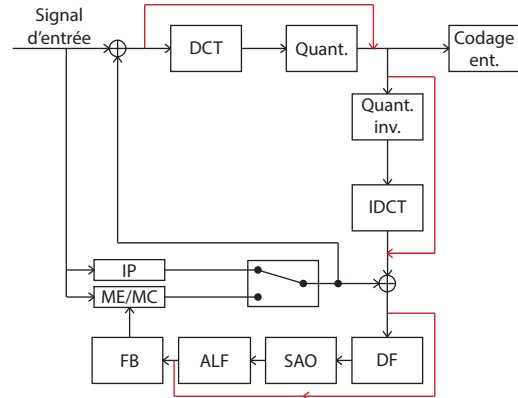 Signal
d'entrée
DCT
Quant.
Codage
ent.
Quant.
inv.
IDCT
IP
ME/MC
FB
ALF
SAO
DF